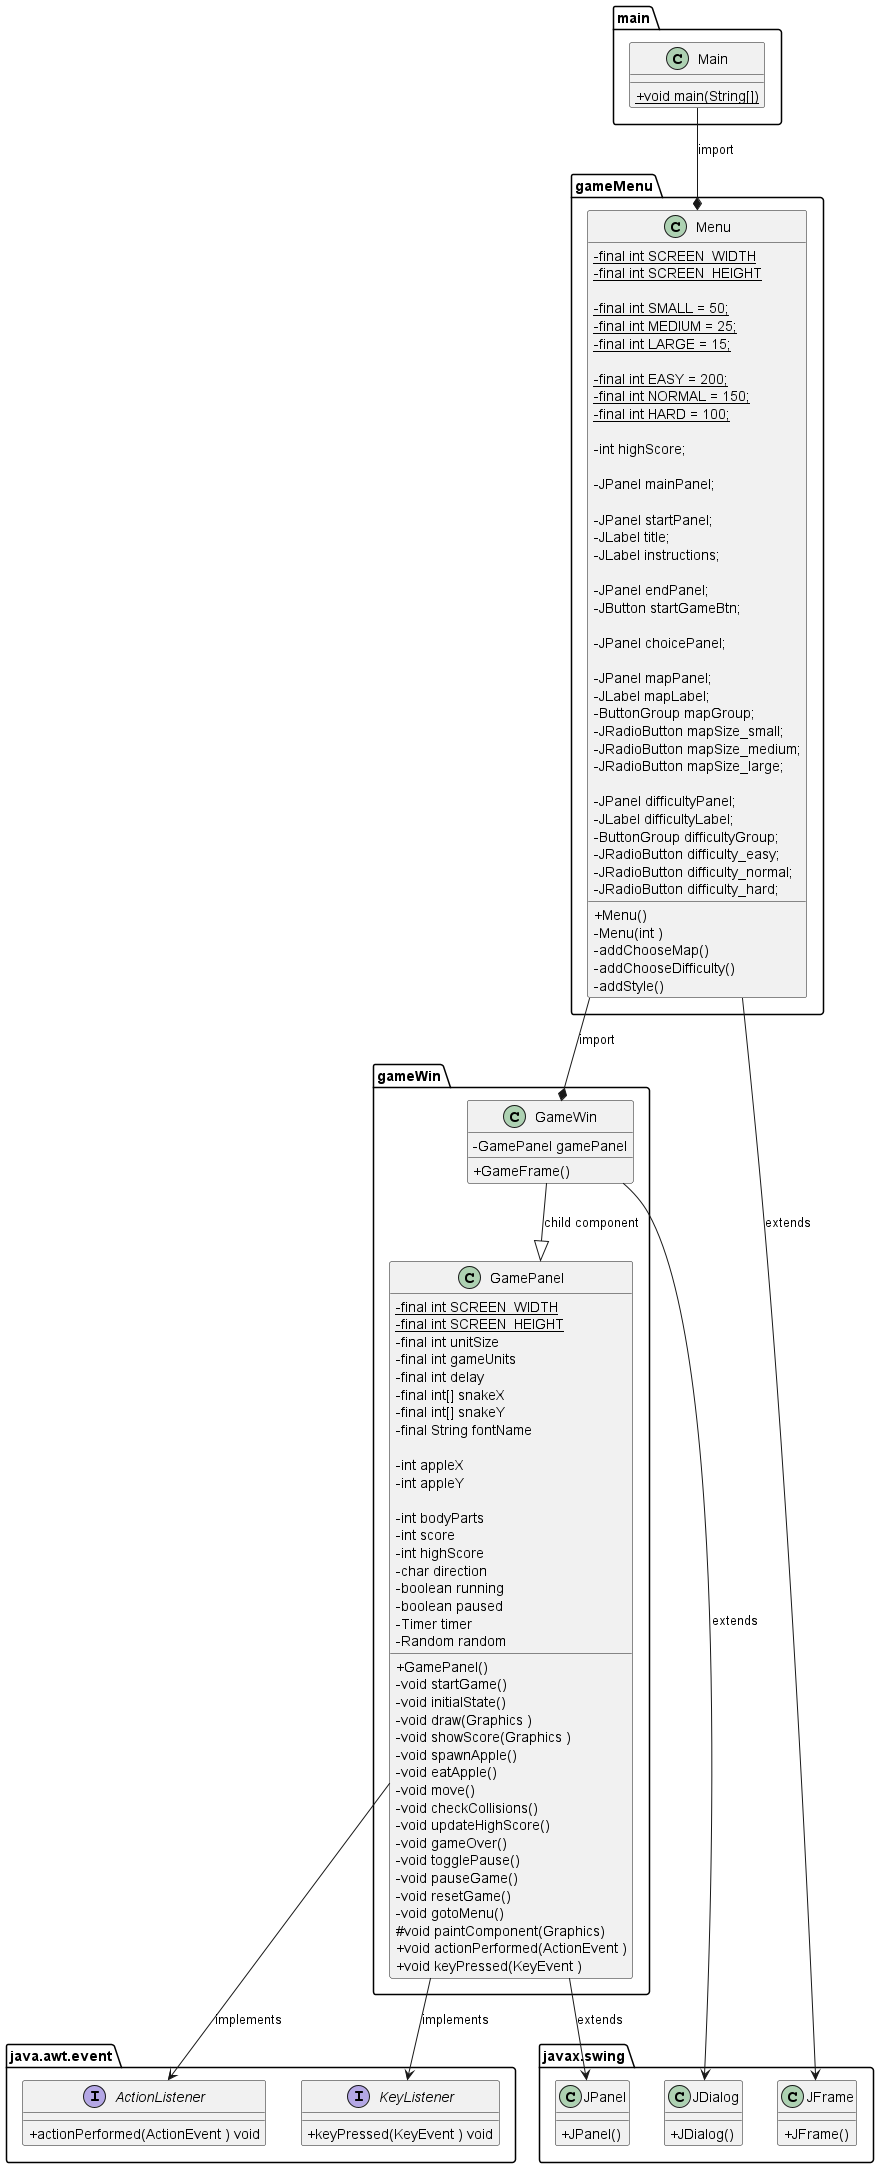 main
C Main
+void main(String[])
import
gameMenu
C Menu
-final int SCREEN_WIDTH
-final int SCREEN_HEIGHT
-final int SMALL = 50;
-final int MEDIUM = 25;
-final int LARGE = 15;
-final int EASY = 200;
-final int NORMAL = 150;
-final int HARD = 100;
-int highScore;
-JPanel mainPanel;
-JPanel startPanel;
-JLabel title;
-JLabel instructions;
-JPanel endPanel;
-JButton startGameBtn;
-JPanel choicePanel;
-JPanel mapPanel;
-JLabel mapLabel;
-ButtonGroup mapGroup;
-JRadioButton mapSize_small;
-JRadioButton mapSize_medium;
-JRadioButton mapSize_large;
-JPanel difficultyPanel;
-JLabel difficultyLabel;
-ButtonGroup difficultyGroup;
-JRadioButton difficulty_easy;
-JRadioButton difficulty_normal;
-JRadioButton difficulty_hard;
+Menu()
-Menu(int )
-addChooseMap()
-addChooseDifficulty()
-addStyle()
import
gameWin
C GameWin
-GamePanel gamePanel
+GameFrame()
child component
extends
C GamePanel
-final int SCREEN_WIDTH
-final int SCREEN_HEIGHT
-final int unitSize
-final int gameUnits
-final int delay
-final int[] snakeX
-final int[] snakeY
-final String fontName
-int appleX
-int appleY
-int bodyParts
-int score
-int highScore
-char direction
-boolean running
-boolean paused
-Timer timer
-Random random
extends
+GamePanel()
-void startGame()
-void initialState()
-void draw(Graphics )
-void showScore(Graphics )
-void spawnApple()
-void eatApple()
-void move()
-void checkCollisions()
-void updateHighScore()
-void gameOver()
-void togglePause()
-void pauseGame()
-void resetGame()
-void gotoMenu()
#void paintComponent(Graphics)
+void actionPerformed(ActionEvent )
+void keyPressed(KeyEvent )
implements
implements
extends
java.awt.event
I ActionListener
+actionPerformed(ActionEvent ) void
I KeyListener
+keyPressed(KeyEvent ) void
javax.swing
C JPanel
+JPanel()
C JDialog
+JDialog()
C JFrame
+JFrame()